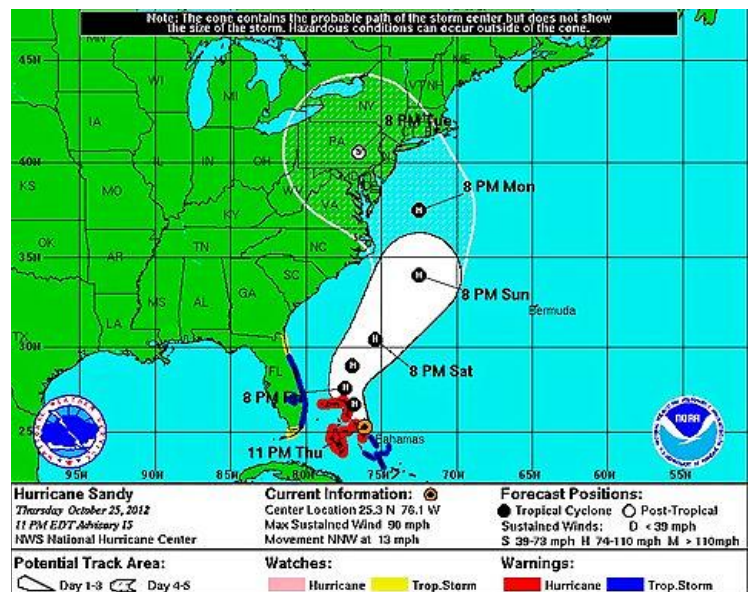 Note: The cone contains the probable path of the storm center but does not show
the size of the storm. Hazardous conditions can occur outside of the cone.
45N
WI
MI
NY
VT
NH
ME
8 PM Tue
IA
PA
40N
IL
IN
OH
S
8 PM Mon
H
KS
MO
WV
VA
KY
35N
OK
AR
TN
NC
SC
H
8 PM Sun
MS
AL
GA
LA
Bermuda
30N
H
8 PM Sat
H
FL
8 PM Fri
H
H
25N
11 PM Thu
Bahamas
NOAA
95W
90W
85W
80W
75W
70W
65W
60W
55W
Hurricane Sandy
Thursday October 25, 2012
11 PM EDT Advisory 15
NWS National Hurricane Center
Current Information:
Center Location 25.3 N 76.1 W
Max Sustained Wind 90 mph
Movement NNW at 13 mph
Forecast Positions:
Tropical Cyclone Post-Tropical
Sustained Winds: D < 39 mph
S 39-73 mph H 74-110 mph M > 110mph
Potential Track Area:
Day 1-3 Day 4-5
Watches:
Hurricane Trop.Storm
Warnings:
Hurricane Trop.Storm